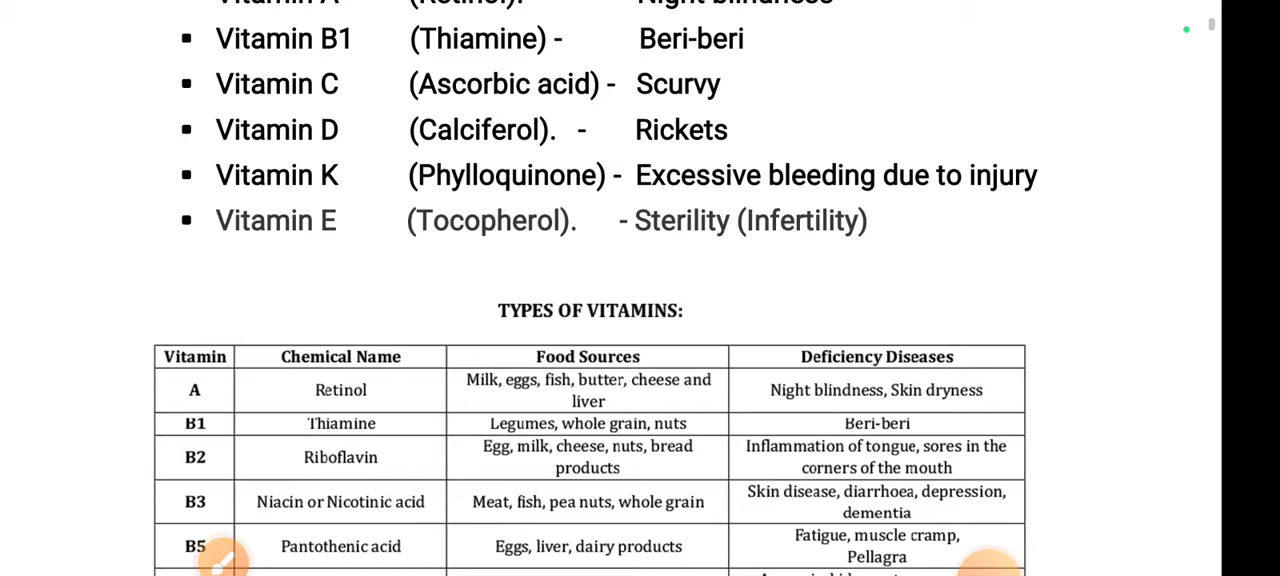 Vitamin A (Retinol). Night blindness
▪ Vitamin B1 (Thiamine) - Beri-beri
▪ Vitamin C (Ascorbic acid) - Scurvy
▪ Vitamin D (Calciferol). - Rickets
▪ Vitamin K (Phylloquinone) - Excessive bleeding due to injury
▪ Vitamin E (Tocopherol). - Sterility (Infertility)
TYPES OF VITAMINS:
Vitamin Chemical Name Food Sources Deficiency Diseases
A Retinol Milk, eggs, fish, butter, cheese and
liver Night blindness, Skin dryness
B1 Thiamine Legumes, whole grain, nuts Beri-beri
B2 Riboflavin Egg, milk, cheese, nuts, bread
products Inflammation of tongue, sores in the
corners of the mouth
B3 Niacin or Nicotinic acid Meat, fish, pea nuts, whole grain Skin disease, diarrhoea, depression,
dementia
B5 Pantothenic acid Eggs, liver, dairy products Fatigue, muscle cramp,
Pellagra